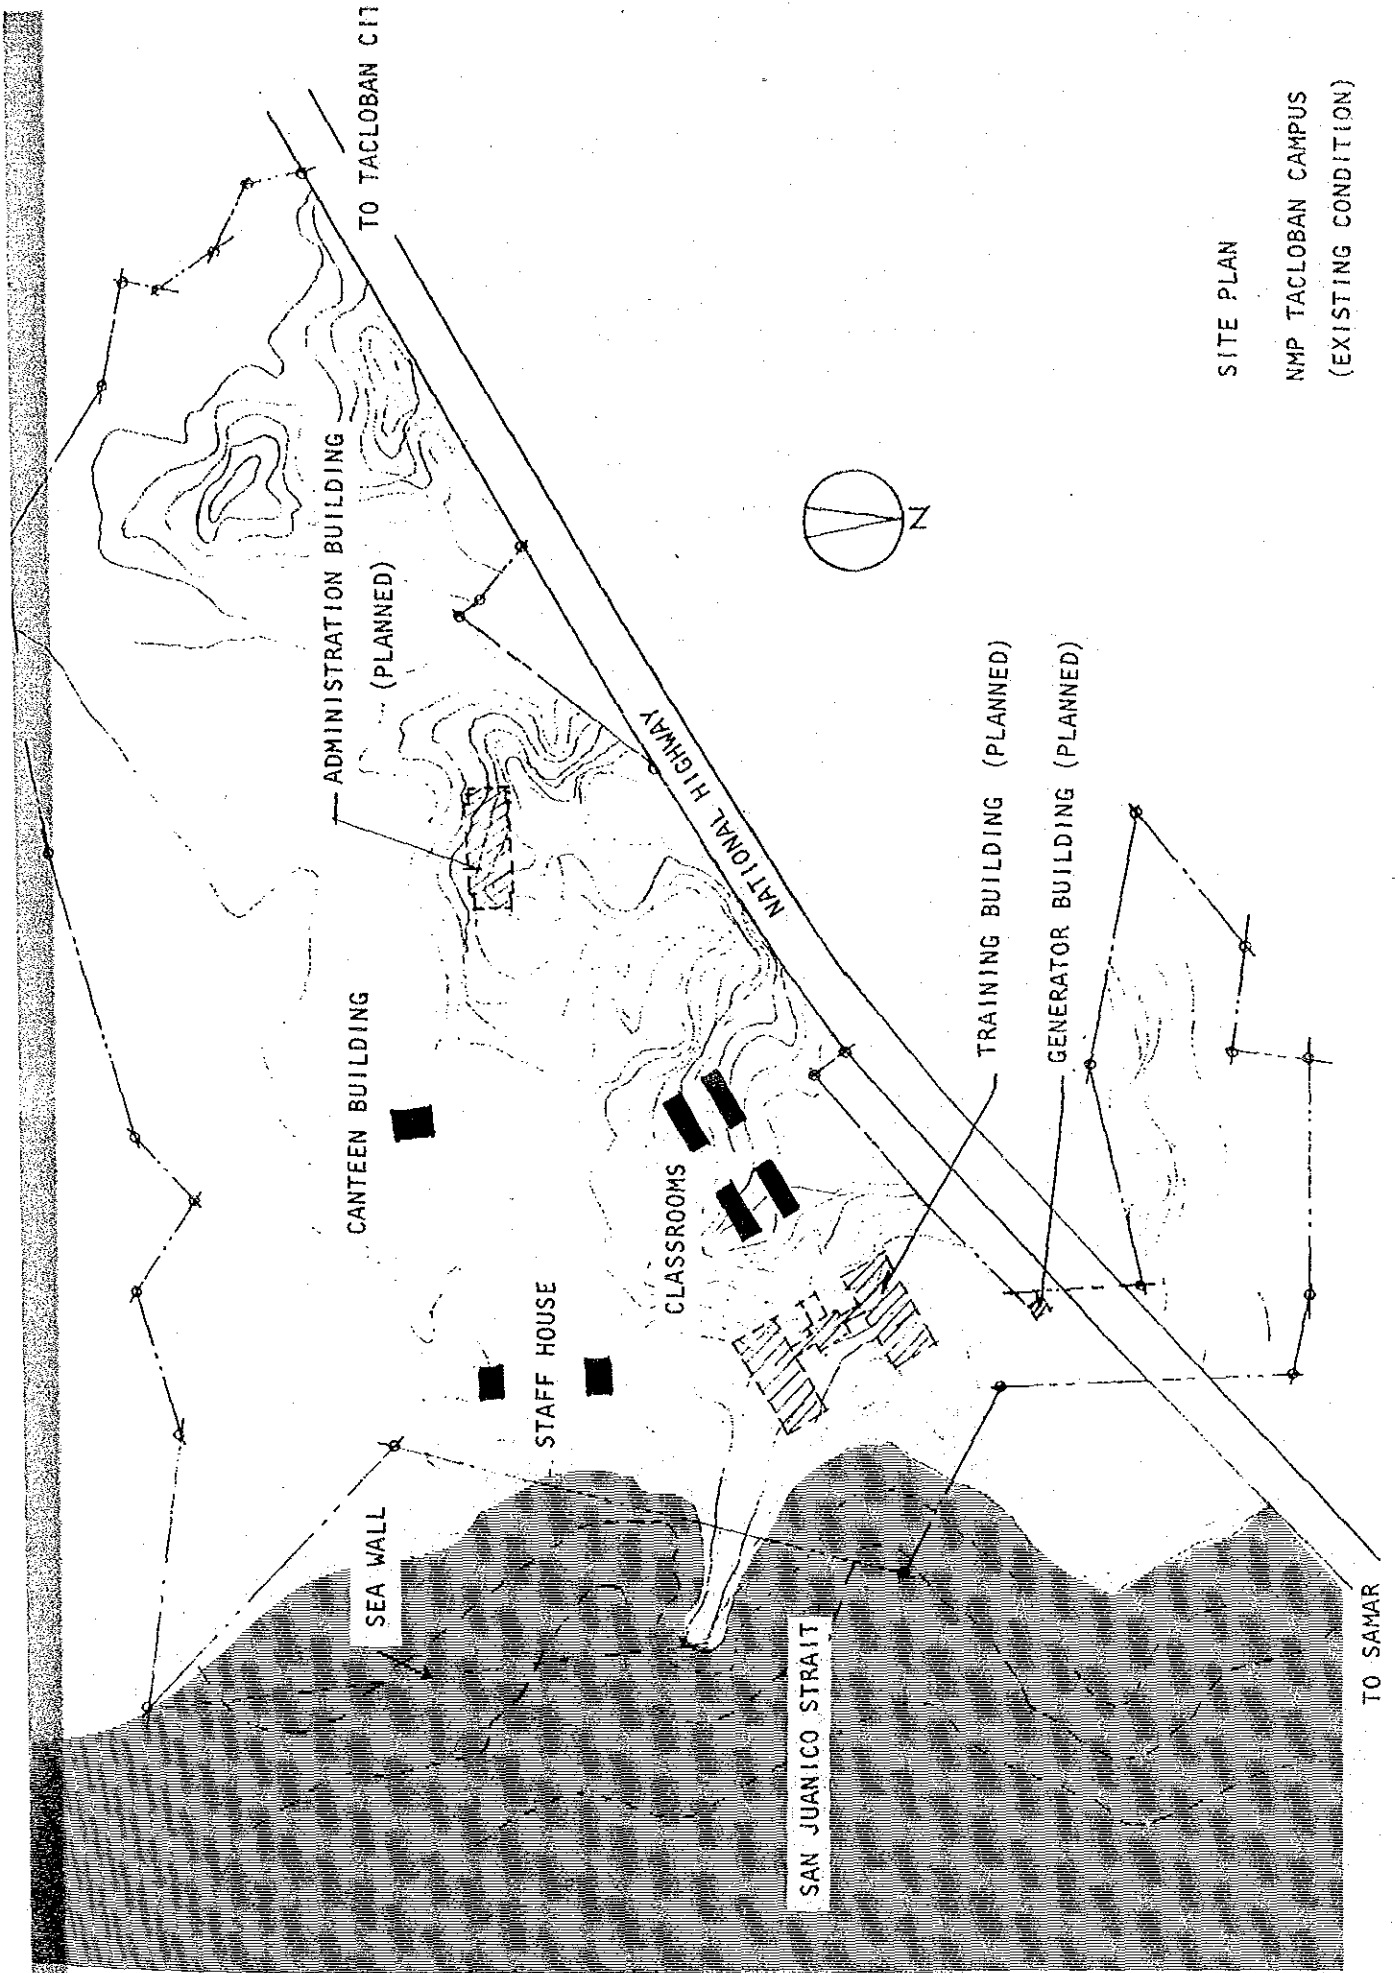 TO TACLOBAN CIT
ADMINISTRATION BUILDING
(PLANNED)
CANTEEN BUILDING
STAFF HOUSE
SEA WALL
CLASSROOMS
NATIONAL HIGHWAY
N
TRAINING BUILDING (PLANNED)
GENERATOR BUILDING (PLANNED)
SAN JUANICO STRAIT
TO SAMAR
SITE PLAN
NMP TACLOBAN CAMPUS
(EXISTING CONDITION)